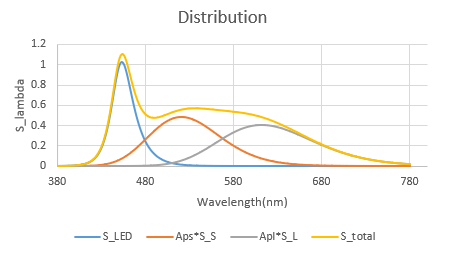 Distribution
1.2
1
0.8
0.6
0.4
0.2
0
S_lambda
380 480 580 680 780
Wavelength(nm)
S_LED Aps*S_S Apl*S_L S_total